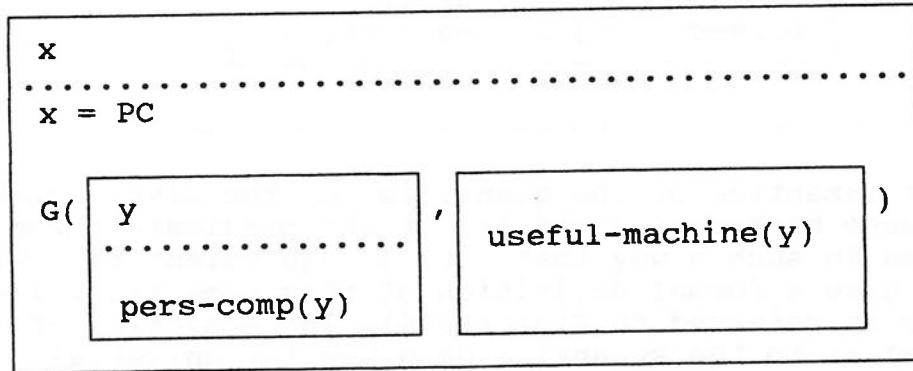 x
x = PC
G( y , )
useful-machine(y)
pers-comp(y)